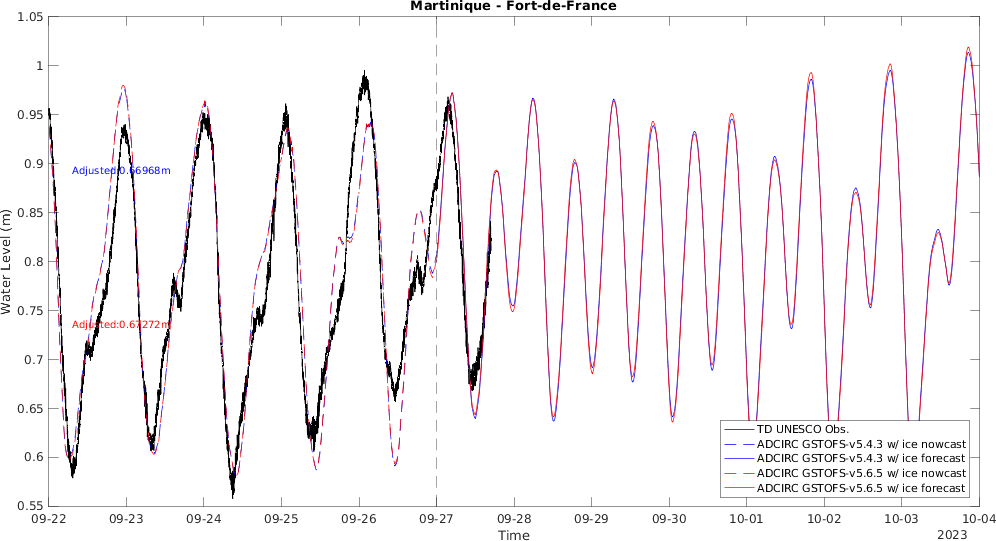 Martinique - Fort-de-France
1.05
1
0.95
0.9
0.85
0.8
0.75
0.7
0.65
0.6
0.55
Water Level (m)
Adjusted:0.66968m
Adjusted:0.67272m
TD UNESCO Obs.
ADCIRC GSTOFS-v5.4.3 w/ ice nowcast
ADCIRC GSTOFS-v5.4.3 w/ ice forecast
ADCIRC GSTOFS-v5.6.5 w/ ice nowcast
ADCIRC GSTOFS-v5.6.5 w/ ice forecast
09-22 09-23 09-24 09-25 09-26 09-27 09-28 09-29 09-30 10-01 10-02 10-03 10-04
Time
2023